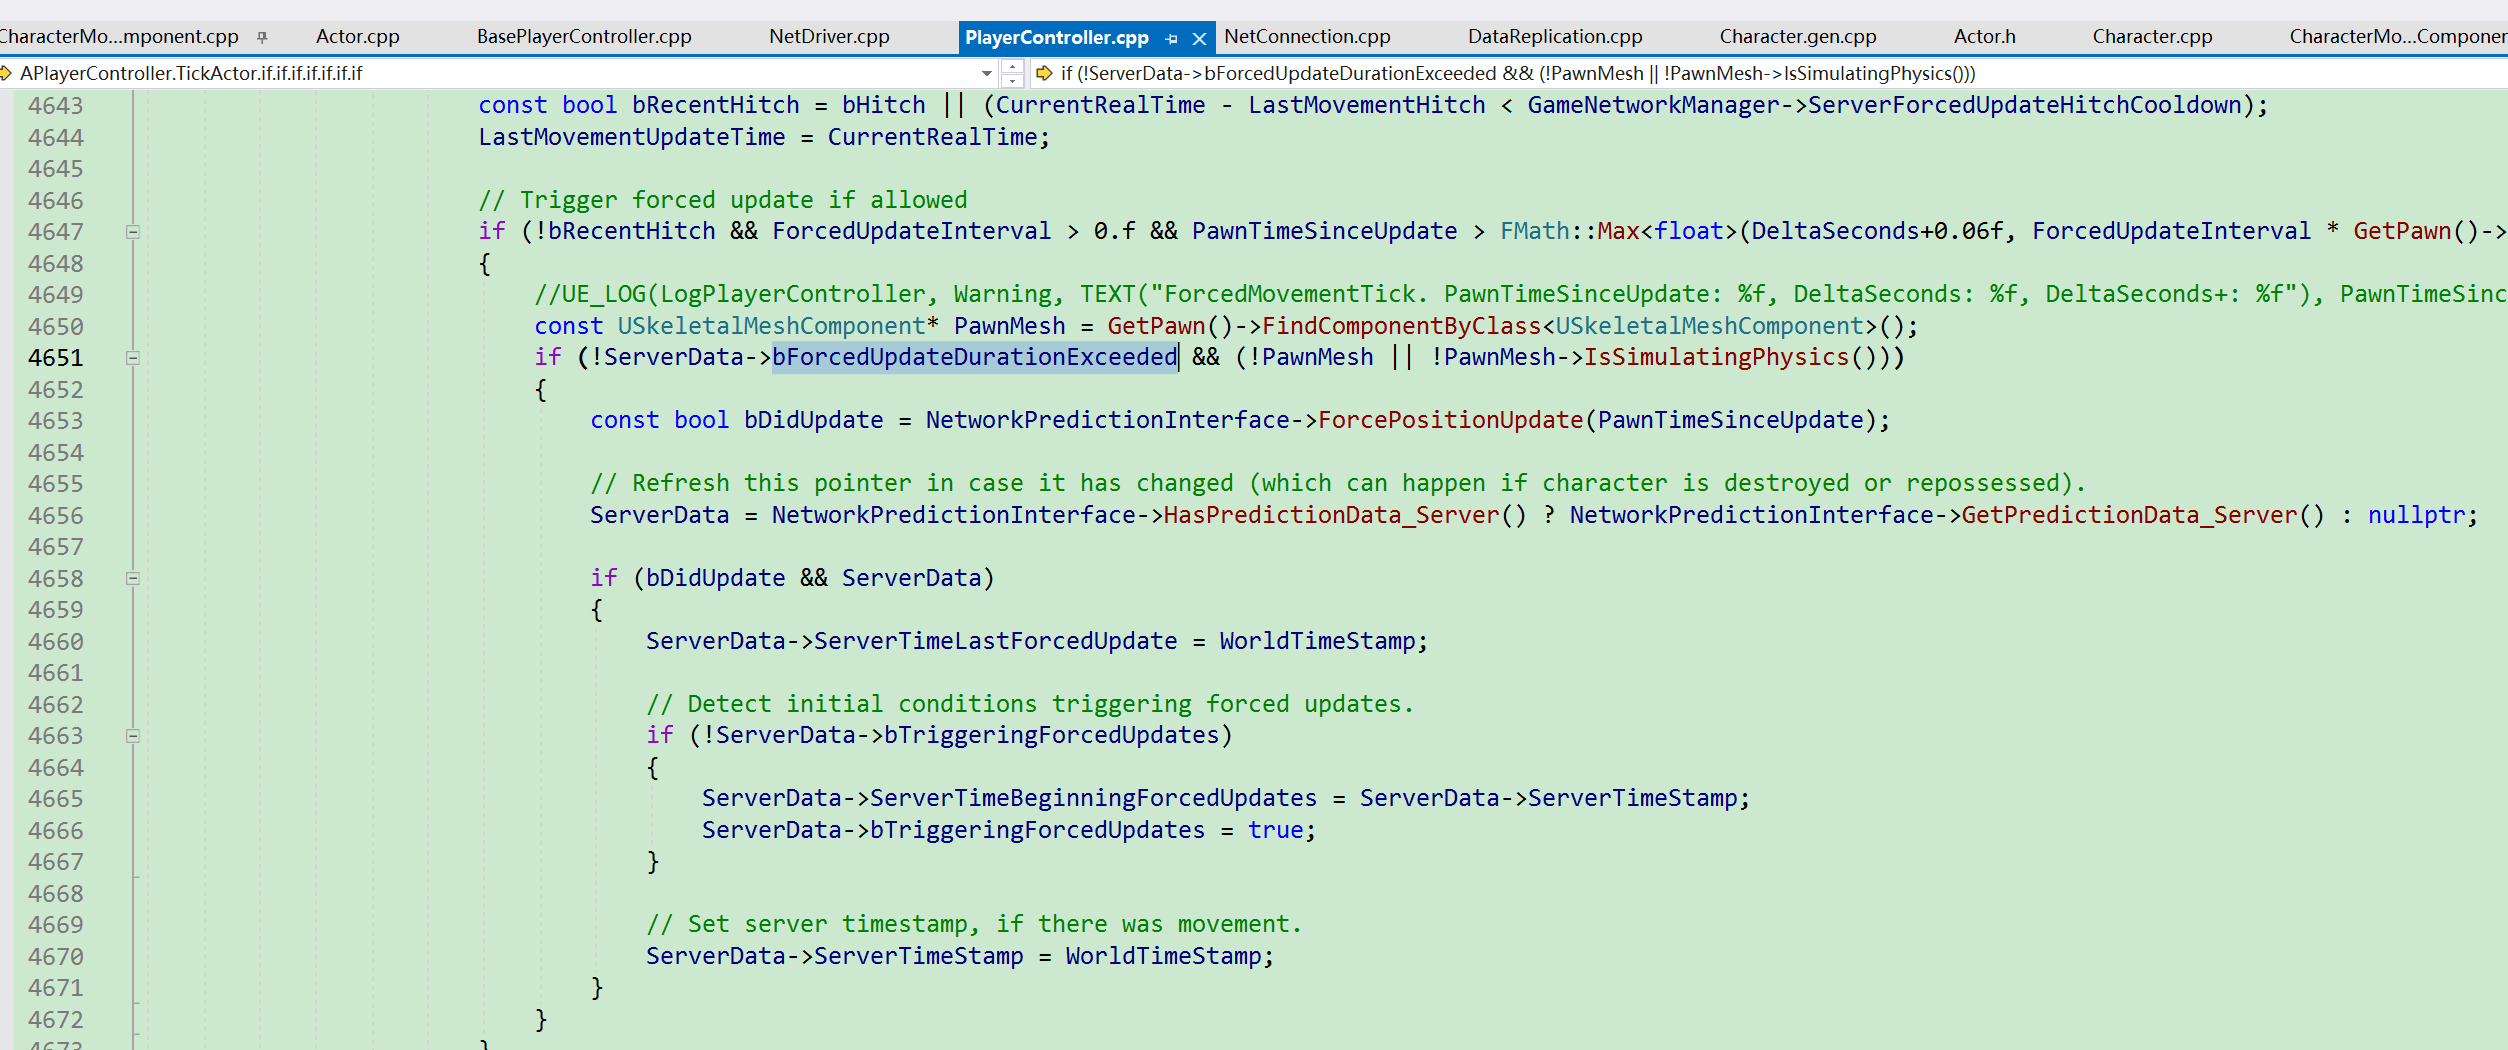 CharacterMo...mponent.cpp Actor.cpp BasePlayerController.cpp NetDriver.cpp PlayerController.cpp NetConnection.cpp DataReplication.cpp Character.gen.cpp Actor.h Character.cpp CharacterMo...Componen
APlayerController.TickActor.if.if.if.if.if.if.if if (!ServerData->bForcedUpdateDurationExceeded && (!PawnMesh || !PawnMesh->IsSimulatingPhysics()))
4643 const bool bRecentHitch = bHitch || (CurrentRealTime - LastMovementHitch < GameNetworkManager->ServerForcedUpdateHitchCooldown);
4644 LastMovementUpdateTime = CurrentRealTime;
4645
4646 // Trigger forced update if allowed
4647 if (!bRecentHitch && ForcedUpdateInterval > 0.f && PawnTimeSinceUpdate > FMath::Max<float>(DeltaSeconds+0.06f, ForcedUpdateInterval * GetPawn()->
4648 {
4649 //UE_LOG(LogPlayerController, Warning, TEXT("ForcedMovementTick. PawnTimeSinceUpdate: %f, DeltaSeconds: %f, DeltaSeconds+: %f"), PawnTimeSinc
4650 const USkeletalMeshComponent* PawnMesh = GetPawn()->FindComponentByClass<USkeletalMeshComponent>();
4651 if (!ServerData->bForcedUpdateDurationExceeded && (!PawnMesh || !PawnMesh->IsSimulatingPhysics()))
4652 {
4653 const bool bDidUpdate = NetworkPredictionInterface->ForcePositionUpdate(PawnTimeSinceUpdate);
4654
4655 // Refresh this pointer in case it has changed (which can happen if character is destroyed or repossessed).
4656 ServerData = NetworkPredictionInterface->HasPredictionData_Server() ? NetworkPredictionInterface->GetPredictionData_Server() : nullptr;
4657
4658 if (bDidUpdate && ServerData)
4659 {
4660 ServerData->ServerTimeLastForcedUpdate = WorldTimeStamp;
4661
4662 // Detect initial conditions triggering forced updates.
4663 if (!ServerData->bTriggeringForcedUpdates)
4664 {
4665 ServerData->ServerTimeBeginningForcedUpdates = ServerData->ServerTimeStamp;
4666 ServerData->bTriggeringForcedUpdates = true;
4667 }
4668
4669 // Set server timestamp, if there was movement.
4670 ServerData->ServerTimeStamp = WorldTimeStamp;
4671 }
4672 }
4673 }